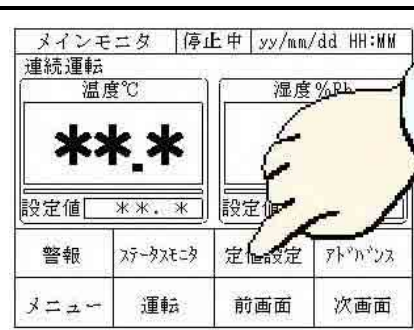 メインモニタ 停止中 yy/mm/dd HH:MM
連続運転
温度℃ 湿度%Rh
**.*
設定値 **.* 設定
警報 ステータスモニタ 定値設定 アドバンス
メニュー 運転 前画面 次画面